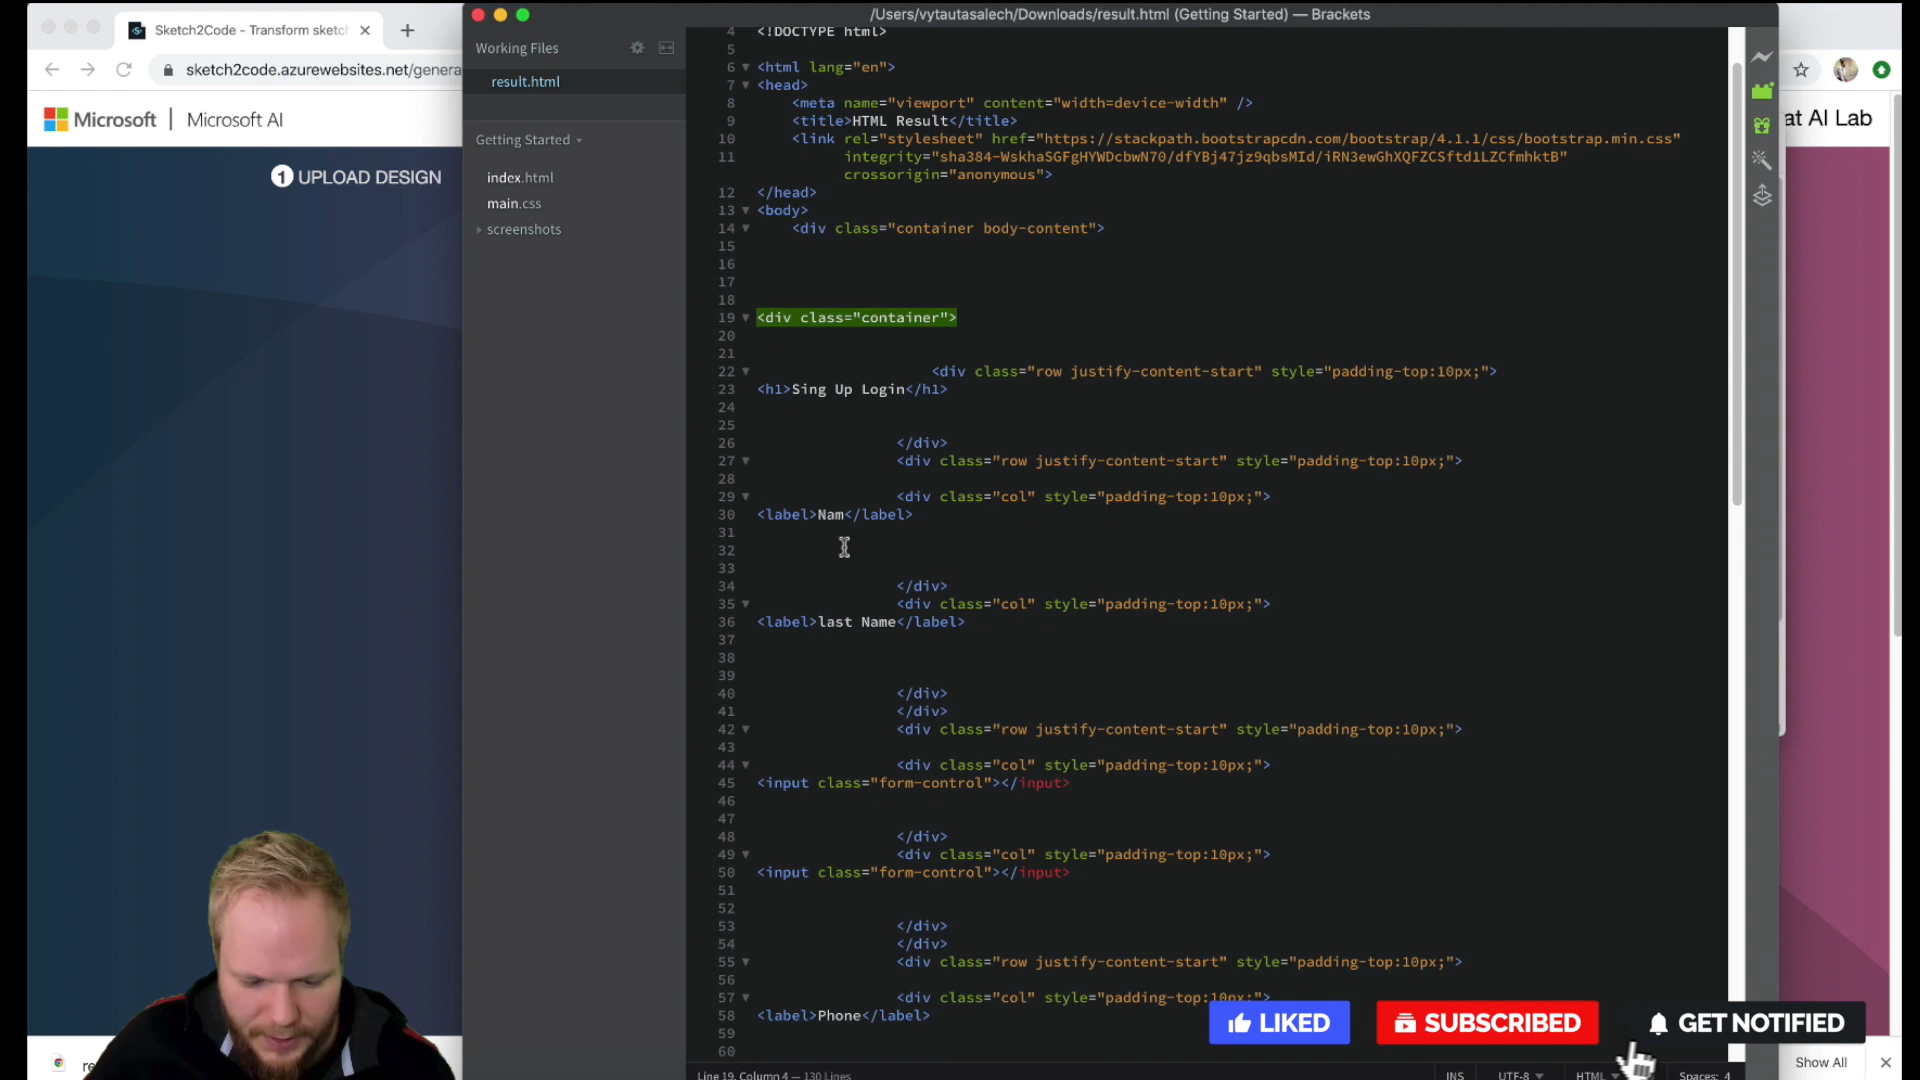 /Users/vytautasalech/Downloads/result.html (Getting Started) — Brackets
Sketch2Code - Transform sketch
sketch2code.azurewebsites.net/genera
Microsoft | Microsoft AI
at AI Lab
1 UPLOAD DESIGN
Working Files
result.html
Getting Started
index.html
main.css
screenshots
4 <!DOCTYPE html>
5
6 <html lang="en">
7 <head>
8 <meta name="viewport" content="width=device-width" />
9 <title>HTML Result</title>
10 <link rel="stylesheet" href="https://stackpath.bootstrapcdn.com/bootstrap/4.1.1/css/bootstrap.min.css"
11 integrity="sha384-WskhaSGFgHYWDcbwN70/dfYBj47jz9qbsMId/iRN3ewGhXQFZCSftd1LZCfmhktB"
crossorigin="anonymous">
12 </head>
13 <body>
14 <div class="container body-content">
15
16
17
18
19 <div class="container">
20
21
22 <div class="row justify-content-start" style="padding-top:10px;">
23 <h1>Sing Up Login</h1>
24
25
26 </div>
27 <div class="row justify-content-start" style="padding-top:10px;">
28
29 <div class="col" style="padding-top:10px;">
30 <label>Nam</label>
31
32
33
34 </div>
35 <div class="col" style="padding-top:10px;">
36 <label>last Name</label>
37
38
39
40 </div>
41 </div>
42 <div class="row justify-content-start" style="padding-top:10px;">
43
44 <div class="col" style="padding-top:10px;">
45 <input class="form-control"></input>
46
47
48 </div>
49 <div class="col" style="padding-top:10px;">
50 <input class="form-control"></input>
51
52
53 </div>
54 </div>
55 <div class="row justify-content-start" style="padding-top:10px;">
56
57 <div class="col" style="padding-top:10px;">
58 <label>Phone</label>
59
60
LIKED
SUBSCRIBED
GET NOTIFIED
re
Show All
Line 19, Column 4 — 130 Lines
INS
UTF-8
HTML
Spaces: 4